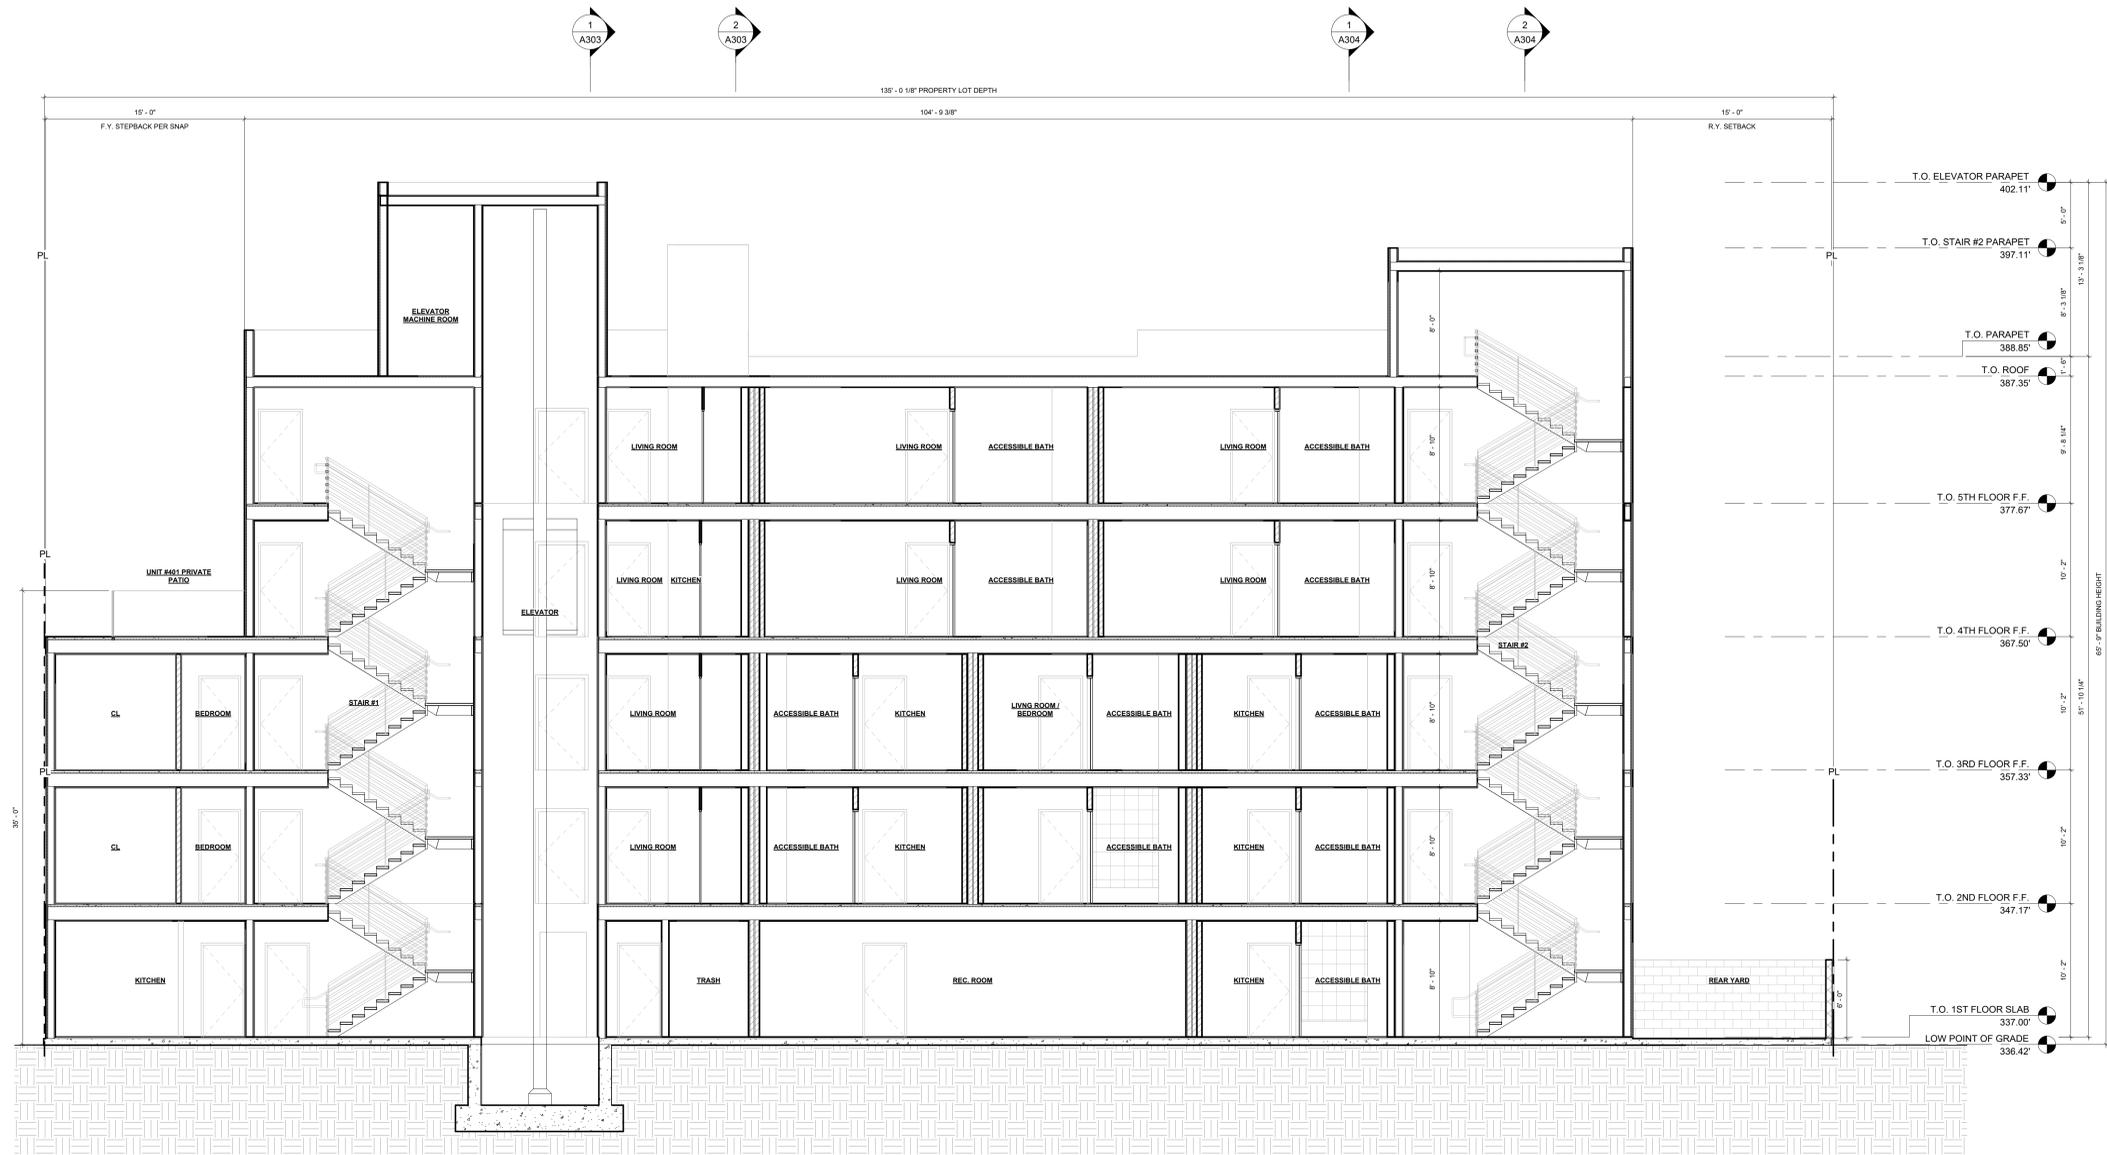 1
A303
2
A303
1
A304
2
A304
135' - 0 1/8" PROPERTY LOT DEPTH
15' - 0"
104' - 9 3/8"
15' - 0"
F.Y. STEPBACK PER SNAP
R.Y. SETBACK
T.O. ELEVATOR PARAPET
402.11'
5' - 0"
T.O. STAIR #2 PARAPET
397.11'
PL
PL
13' - 3 1/8"
8' - 3 1/8"
ELEVATOR
MACHINE ROOM
8' - 0"
T.O. PARAPET
388.85'
1' - 6"
T.O. ROOF
387.35'
LIVING ROOM
LIVING ROOM
ACCESSIBLE BATH
LIVING ROOM
ACCESSIBLE BATH
8' - 10"
9' - 8 1/4"
T.O. 5TH FLOOR F.F.
377.67'
PL
UNIT #401 PRIVATE
PATIO
ELEVATOR
LIVING ROOM
KITCHEN
LIVING ROOM
ACCESSIBLE BATH
LIVING ROOM
ACCESSIBLE BATH
8' - 10"
10' - 2"
65' - 9" BUILDING HEIGHT
T.O. 4TH FLOOR F.F.
367.50'
STAIR #2
CL
BEDROOM
STAIR #1
LIVING ROOM
ACCESSIBLE BATH
KITCHEN
LIVNG ROOM /
BEDROOM
ACCESSIBLE BATH
KITCHEN
ACCESSIBLE BATH
8' - 10"
10' - 2"
51' - 10 1/4"
PL
PL
T.O. 3RD FLOOR F.F.
357.33'
35' - 0"
CL
BEDROOM
LIVING ROOM
ACCESSIBLE BATH
KITCHEN
ACCESSIBLE BATH
KITCHEN
ACCESSIBLE BATH
8' - 10"
10' - 2"
T.O. 2ND FLOOR F.F.
347.17'
KITCHEN
TRASH
REC. ROOM
KITCHEN
ACCESSIBLE BATH
8' - 10"
REAR YARD
6' - 0"
10' - 2"
T.O. 1ST FLOOR SLAB
337.00'
LOW POINT OF GRADE
336.42'